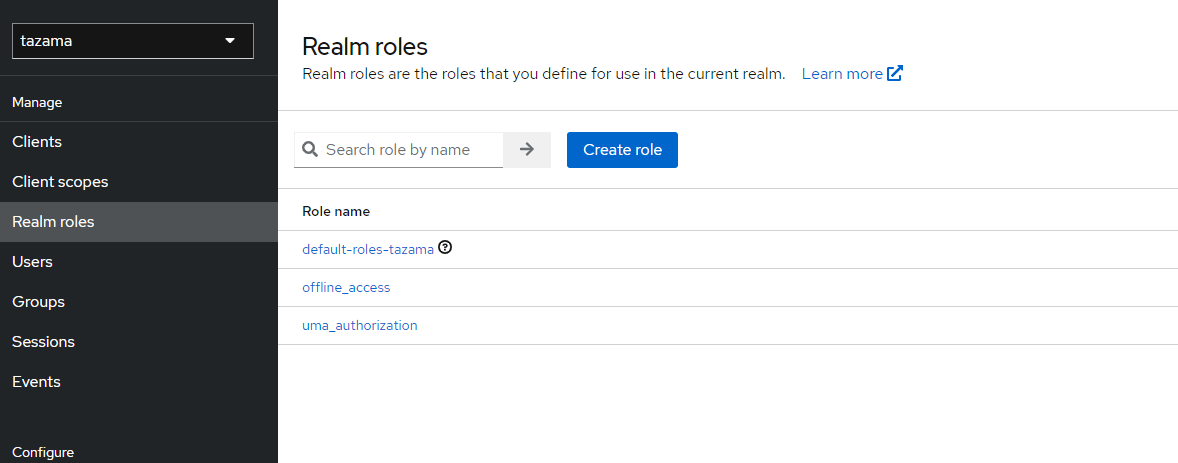 tazama
Manage
Clients
Client scopes
Realm roles
Users
Groups
Sessions
Events
Configure
Realm roles
Realm roles are the roles that you define for use in the current realm. Learn more
Search role by name
Create role
Role name
default-roles-tazama
offline_access
uma_authorization